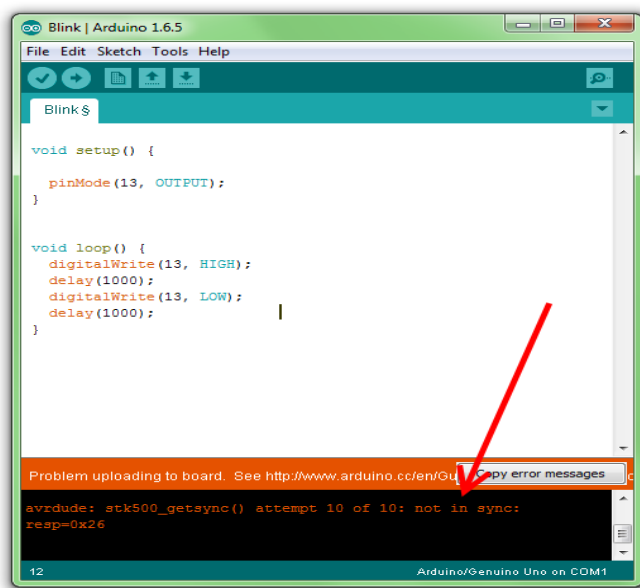 Blink | Arduino 1.6.5
File Edit Sketch Tools Help
Blink §
void setup() {
pinMode(13, OUTPUT);
}
void loop() {
digitalWrite(13, HIGH);
delay(1000);
digitalWrite(13, LOW);
delay(1000);
}
Problem uploading to board. See http://www.arduino.cc/en/Gu Copy error messages
avrdude: stk500_getsync() attempt 10 of 10: not in sync:
resp=0x26
12 Arduino/Genuino Uno on COM1